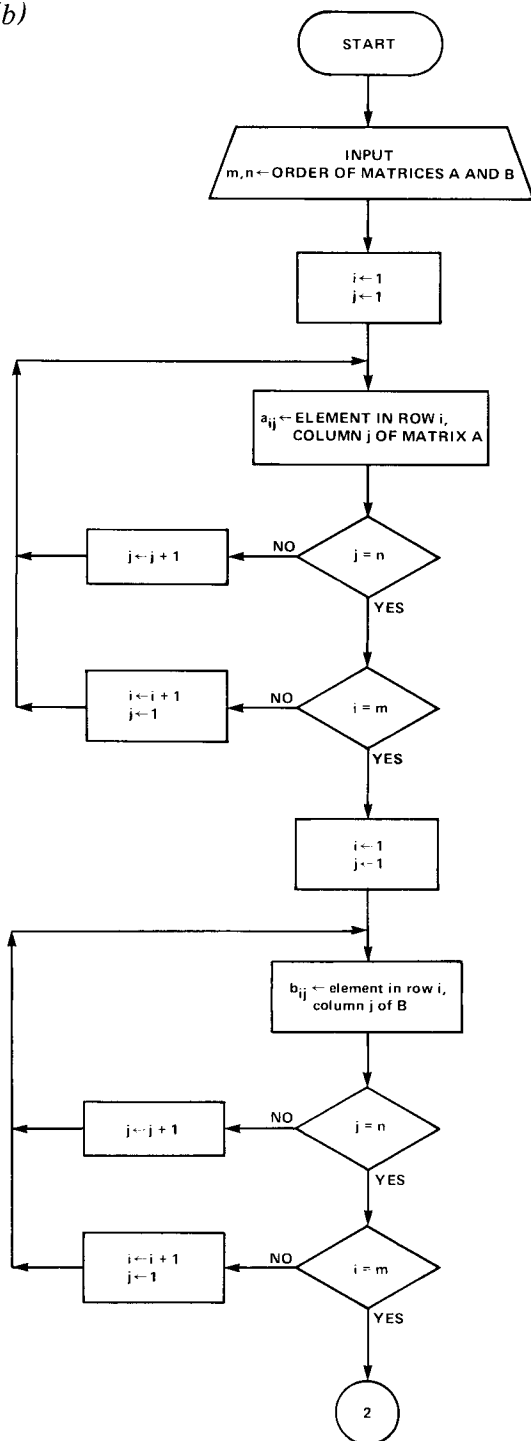 b)
START
INPUT
m,n←ORDER OF MATRICES A AND B
i←1
j←1
a_ij ← ELEMENT IN ROW i,
COLUMN j OF MATRIX A
j←j + 1
NO
j = n
YES
i←i + 1
j←1
NO
i = m
YES
i←1
j←1
b_ij ← element in row i,
column j of B
j←j + 1
NO
j = n
YES
i←i + 1
j←1
NO
i = m
YES
2